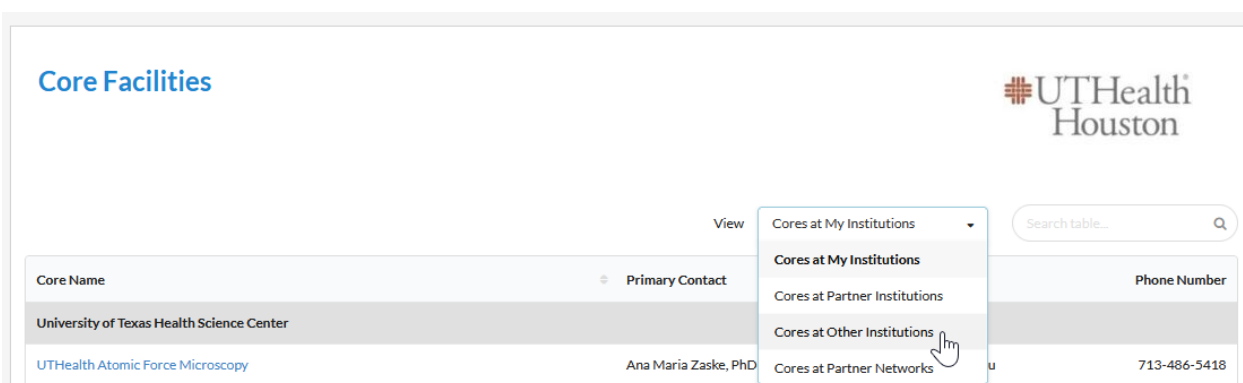 Core Facilities
UTHealth
Houston
View Cores at My Institutions Search table...
Cores at My Institutions
Core Name Primary Contact Phone Number
Cores at Partner Institutions
University of Texas Health Science Center
Cores at Other Institutions
UTHealth Atomic Force Microscopy Ana Maria Zaske, PhD Cores at Partner Networks u 713-486-5418